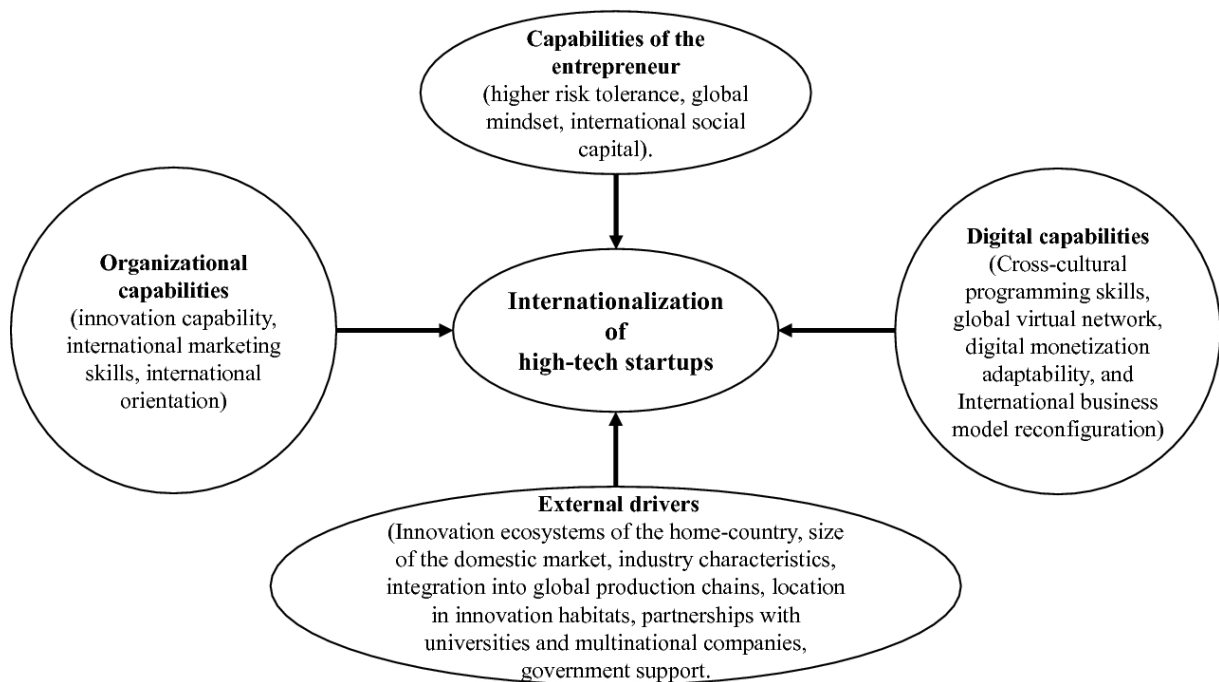 Capabilities of the
entrepreneur
(higher risk tolerance, global
mindset, international social
capital).
Organizational
capabilities
(innovation capability,
international marketing
skills, international
orientation)
Internationalization
of
high-tech startups
Digital capabilities
(Cross-cultural
programming skills,
global virtual network,
digital monetization
adaptability, and
International business
model reconfiguration)
External drivers
(Innovation ecosystems of the home-country, size
of the domestic market, industry characteristics,
integration into global production chains, location
in innovation habitats, partnerships with
universities and multinational companies,
government support.